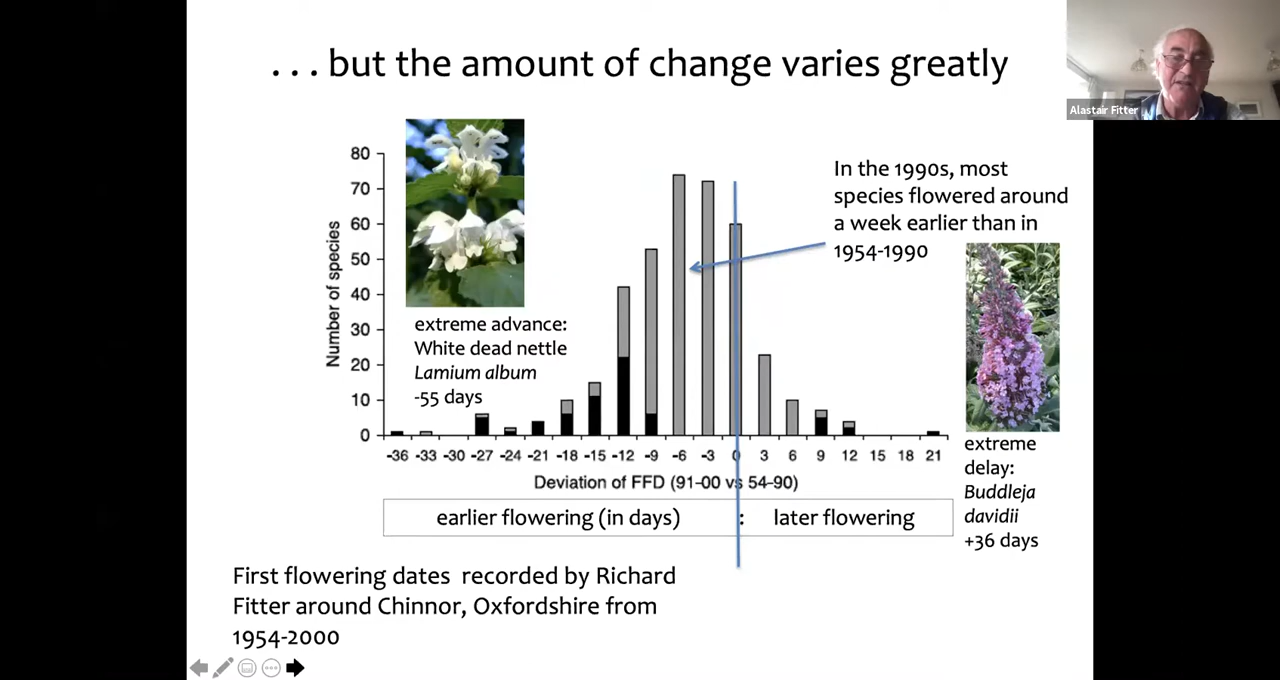 . . . but the amount of change varies greatly
Alastair Fitter
In the 1990s, most
species flowered around
a week earlier than in
1954-1990
Number of species
80
70
60
50
40
30
20
10
0
extreme advance:
White dead nettle
Lamium album
-55 days
-36 -33 -30 -27 -24 -21 -18 -15 -12 -9 -6 -3 0 3 6 9 12 15 18 21
Deviation of FFD (91–00 vs 54–90)
earlier flowering (in days) : later flowering
extreme
delay:
Buddleja
davidii
+36 days
First flowering dates recorded by Richard
Fitter around Chinnor, Oxfordshire from
1954-2000